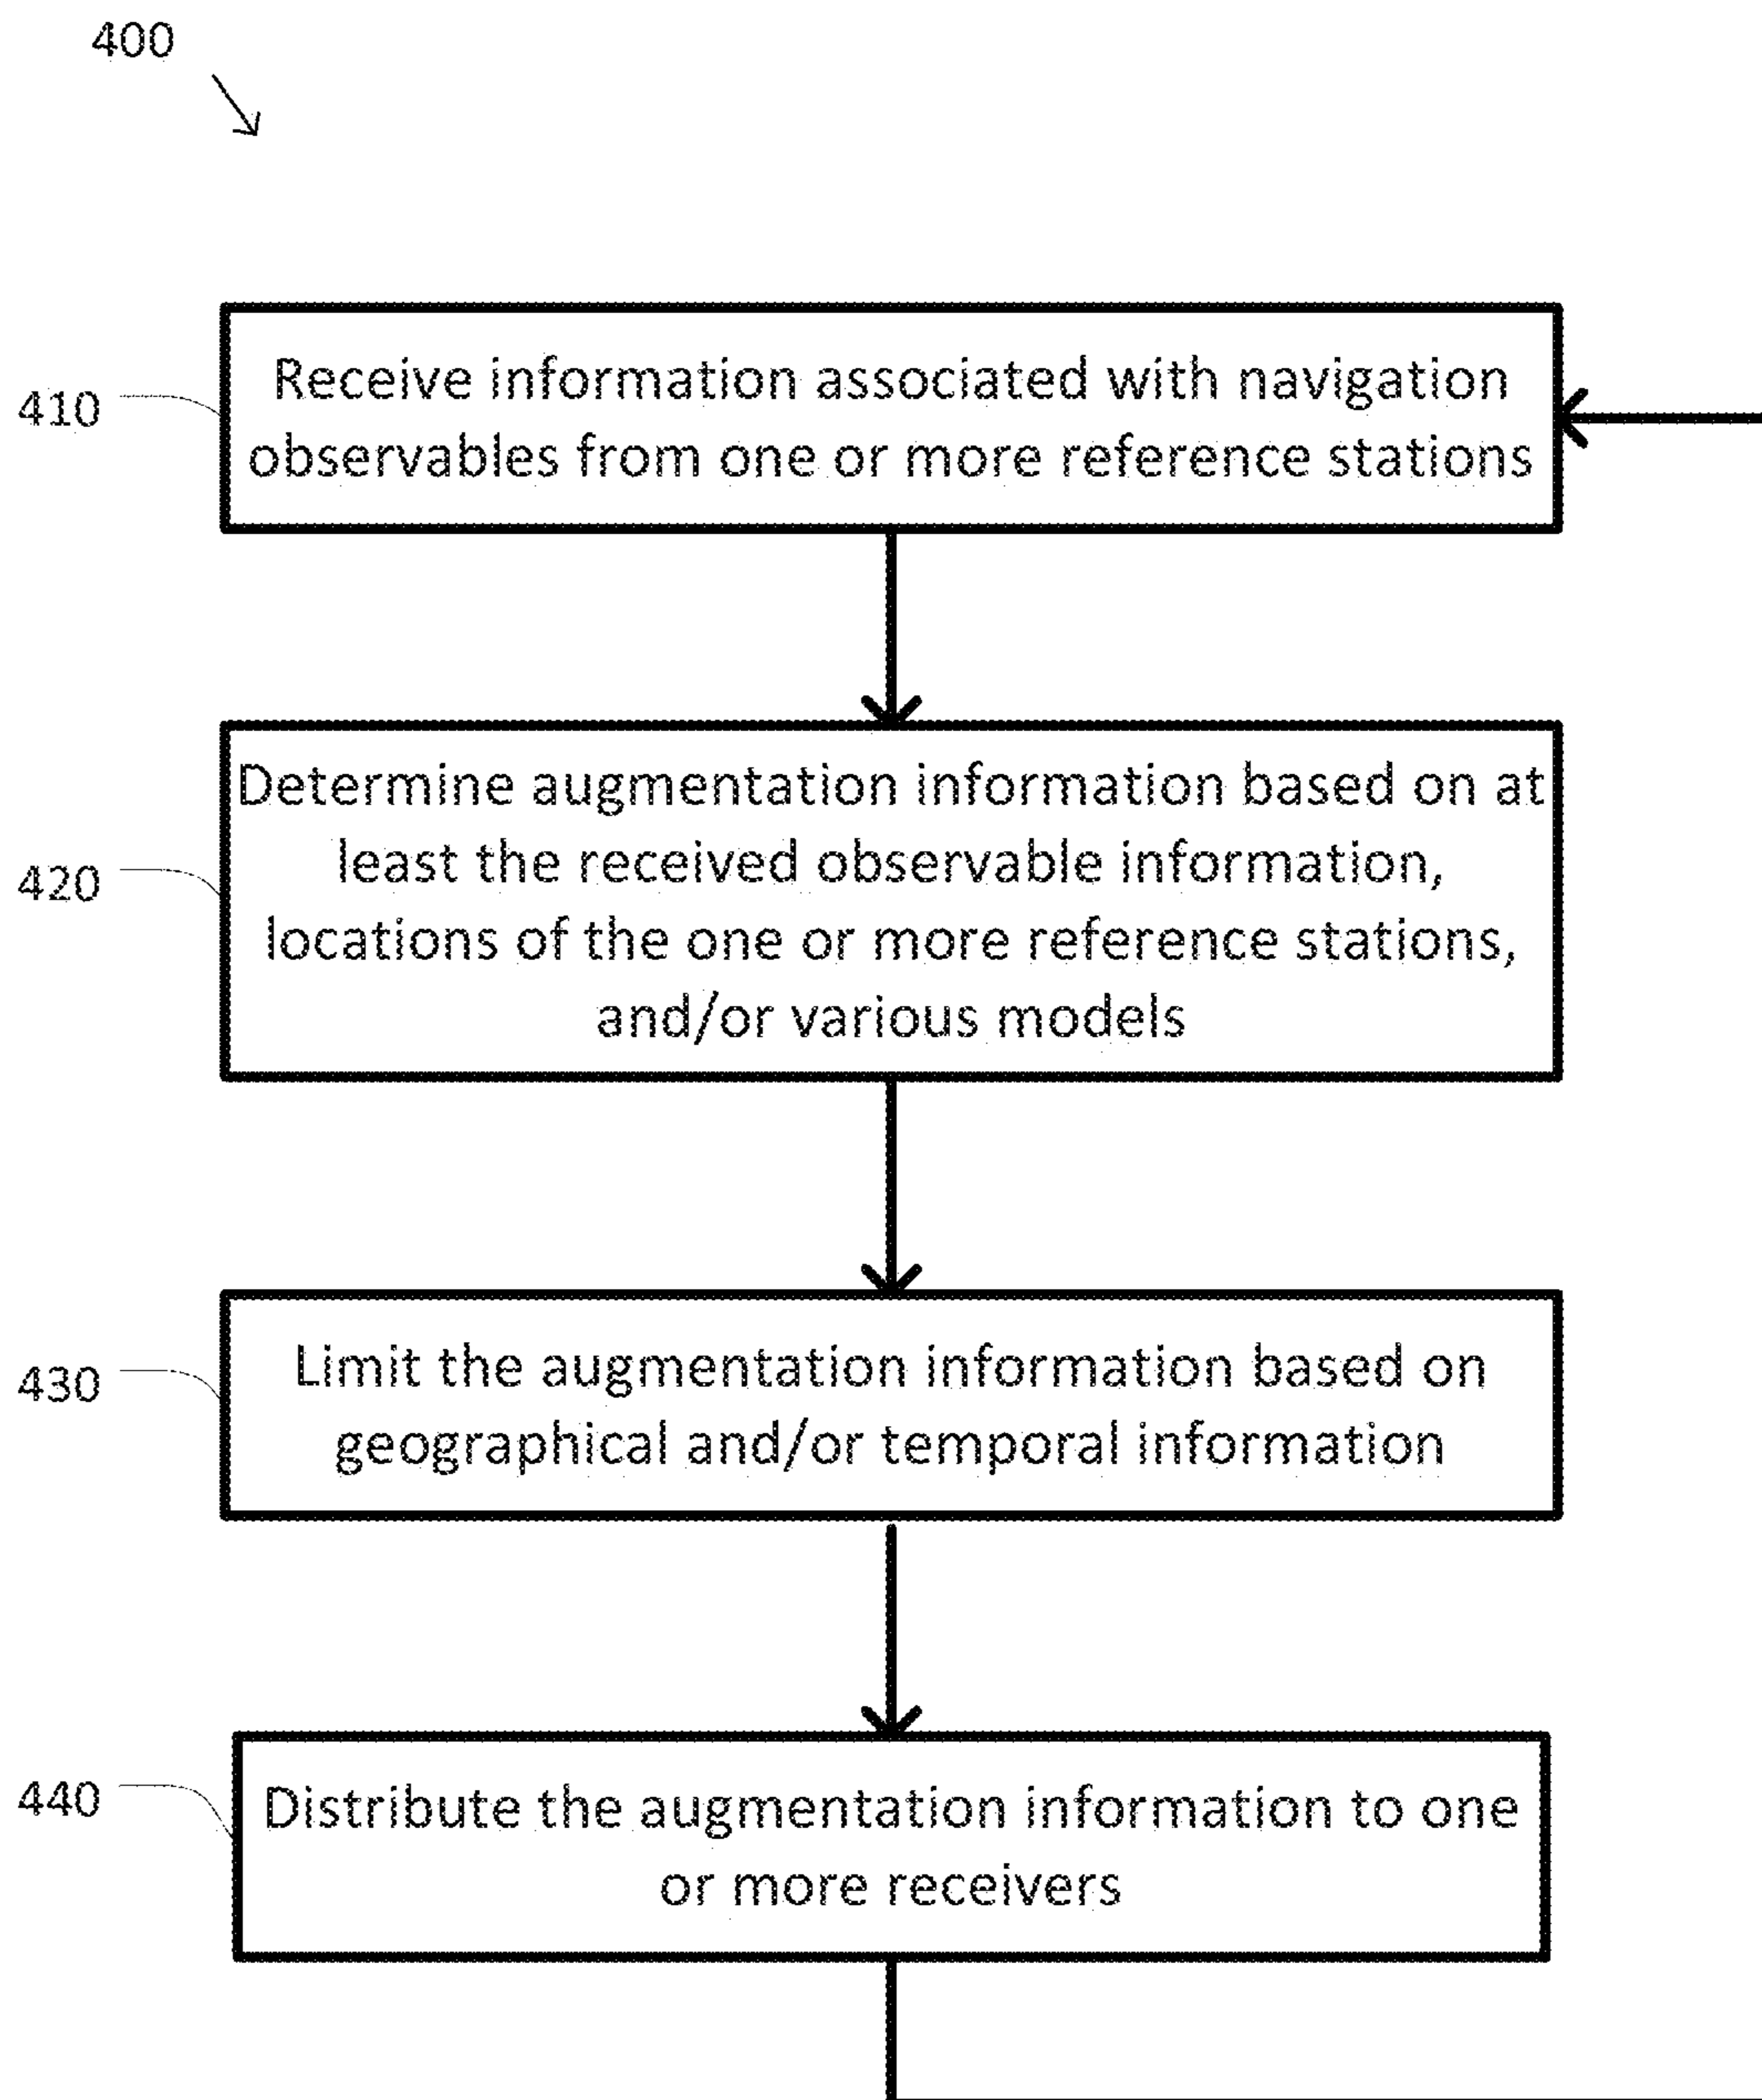 400
410
Receive information associated with navigation
observables from one or more reference stations
420
Determine augmentation information based on at
least the received observable information,
locations of the one or more reference stations,
and/or various models
430
Limit the augmentation information based on
geographical and/or temporal information
440
Distribute the augmentation information to one
or more receivers